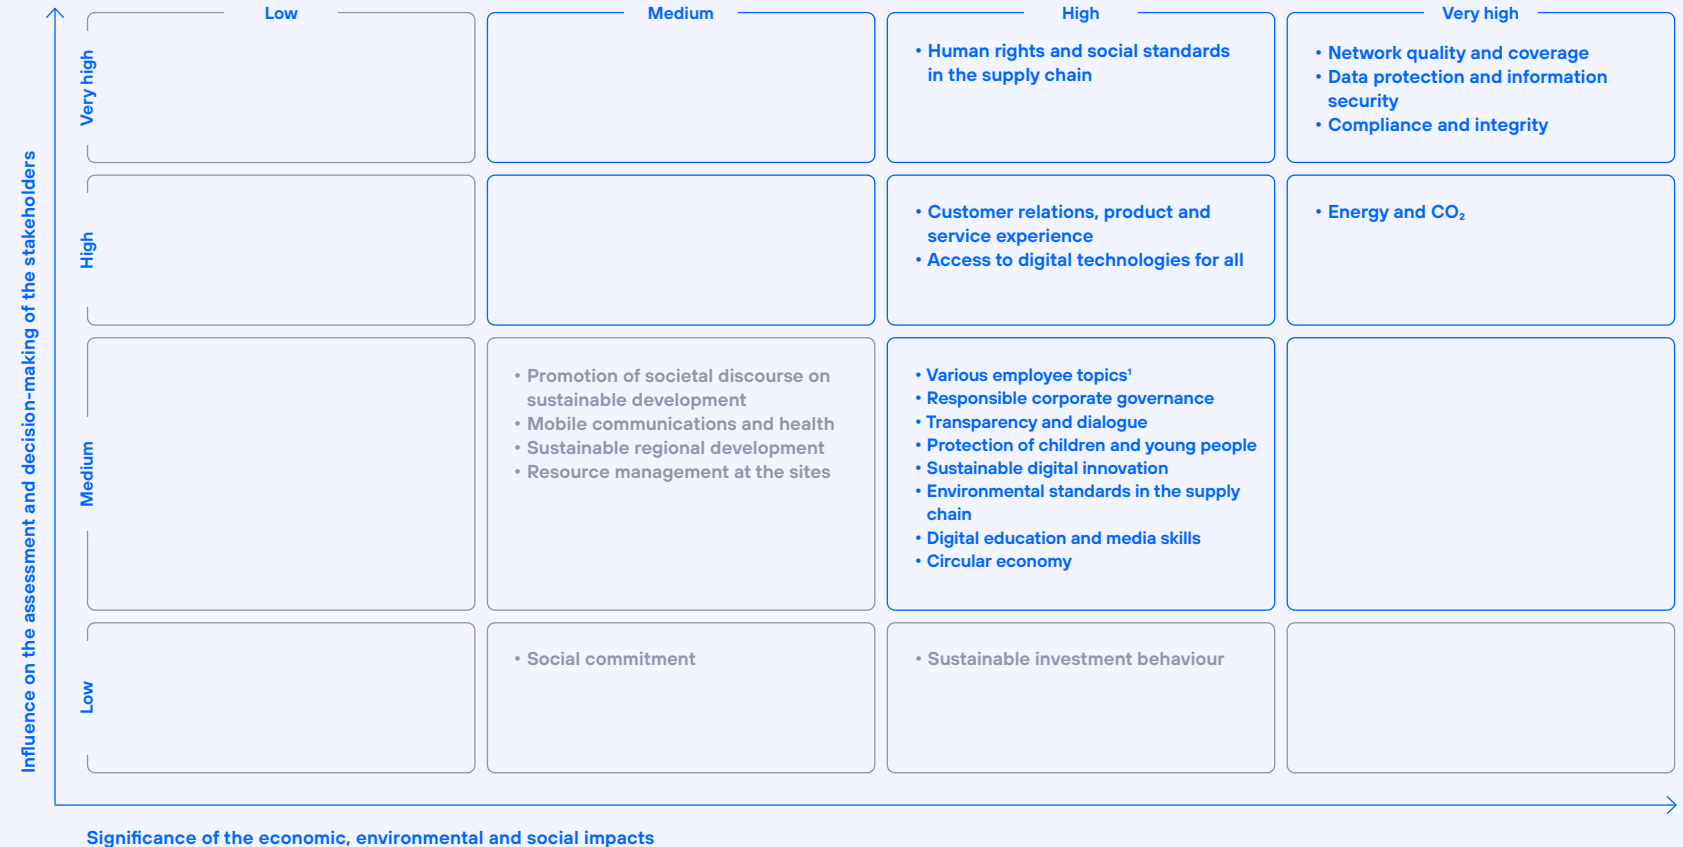 Low
Medium
High
Very high
Influence on the assessment and decision-making of the stakeholders
Very high
• Human rights and social standards
in the supply chain
• Network quality and coverage
• Data protection and information
security
• Compliance and integrity
High
• Customer relations, product and
service experience
• Access to digital technologies for all
• Energy and CO₂
Medium
• Promotion of societal discourse on
sustainable development
• Mobile communications and health
• Sustainable regional development
• Resource management at the sites
• Various employee topics¹
• Responsible corporate governance
• Transparency and dialogue
• Protection of children and young people
• Sustainable digital innovation
• Environmental standards in the supply
chain
• Digital education and media skills
• Circular economy
Low
• Social commitment
• Sustainable investment behaviour
Significance of the economic, environmental and social impacts